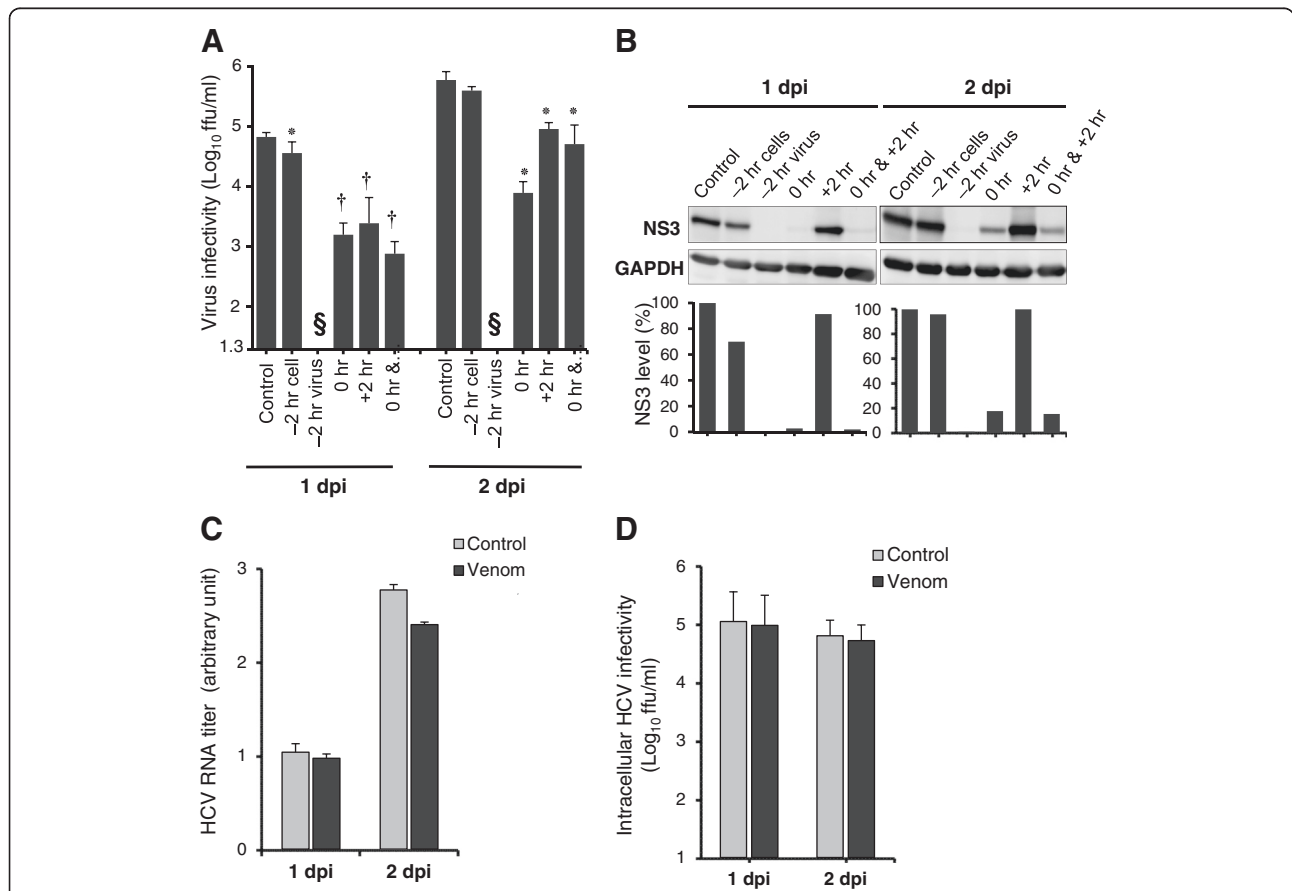 A
Virus infectivity (Log10 ffu/ml)
6
5
4
3
2
1.3
* † † † * * *
§ §
Control
–2 hr cell
–2 hr virus
0 hr
+2 hr
0 hr &...
Control
–2 hr cell
–2 hr virus
0 hr
+2 hr
0 hr &...
1 dpi
2 dpi
B
1 dpi
2 dpi
Control
–2 hr cells
–2 hr virus
0 hr
+2 hr
0 hr & +2 hr
Control
–2 hr cells
–2 hr virus
0 hr
+2 hr
0 hr & +2 hr
NS3
GAPDH
NS3 level (%)
100
80
60
40
20
0
100
80
60
40
20
0
C
Control
Venom
HCV RNA titer (arbitrary unit)
3
2
1
0
1 dpi
2 dpi
D
Control
Venom
Intracellular HCV infectivity
(Log10 ffu/ml)
6
5
4
3
2
1
1 dpi
2 dpi